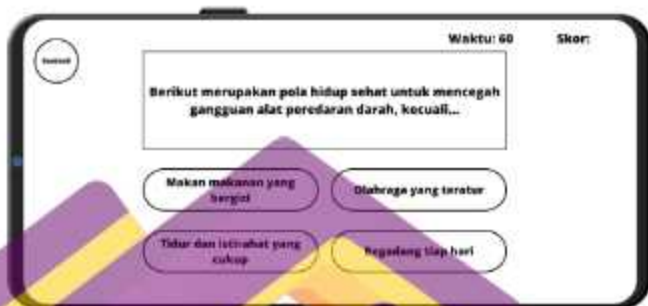 Waktu: 60
Skor:
Berikut merupakan pola hidup sehat untuk mencegah
gangguan alat peredaran darah, kecuali...
Makan makanan yang
bergizi
Olahraga yang teratur
Tidur dan istirahat yang
cukup
Begadang tiap hari